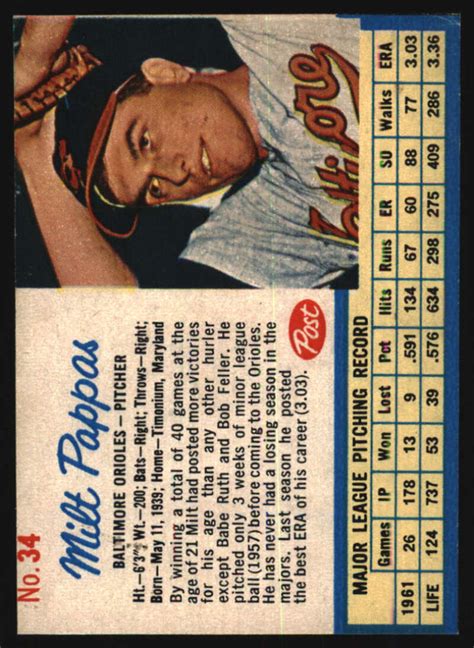 No. 34
Milt Pappas
BALTIMORE ORIOLES—PITCHER
Ht.—6'3" Wt.—200; Bats—Right; Throws—Right;
Born—May 11, 1939; Home—Timonium, Maryland
By winning a total of 40 games at the
age of 21 Milt had posted more victories
for his age than any other hurler
except Babe Ruth and Bob Feller. He
pitched only 3 weeks of minor league
ball (1957) before coming to the Orioles.
He has never had a losing season in the
majors. Last season he posted
the best ERA of his career (3.03).
Post
MAJOR LEAGUE PITCHING RECORD
Games IP Won Lost Pct Hits Runs ER SO Walks ERA
1961 26 178 13 9 .591 134 67 60 88 77 3.03
LIFE 124 737 53 39 .576 634 298 275 409 286 3.36